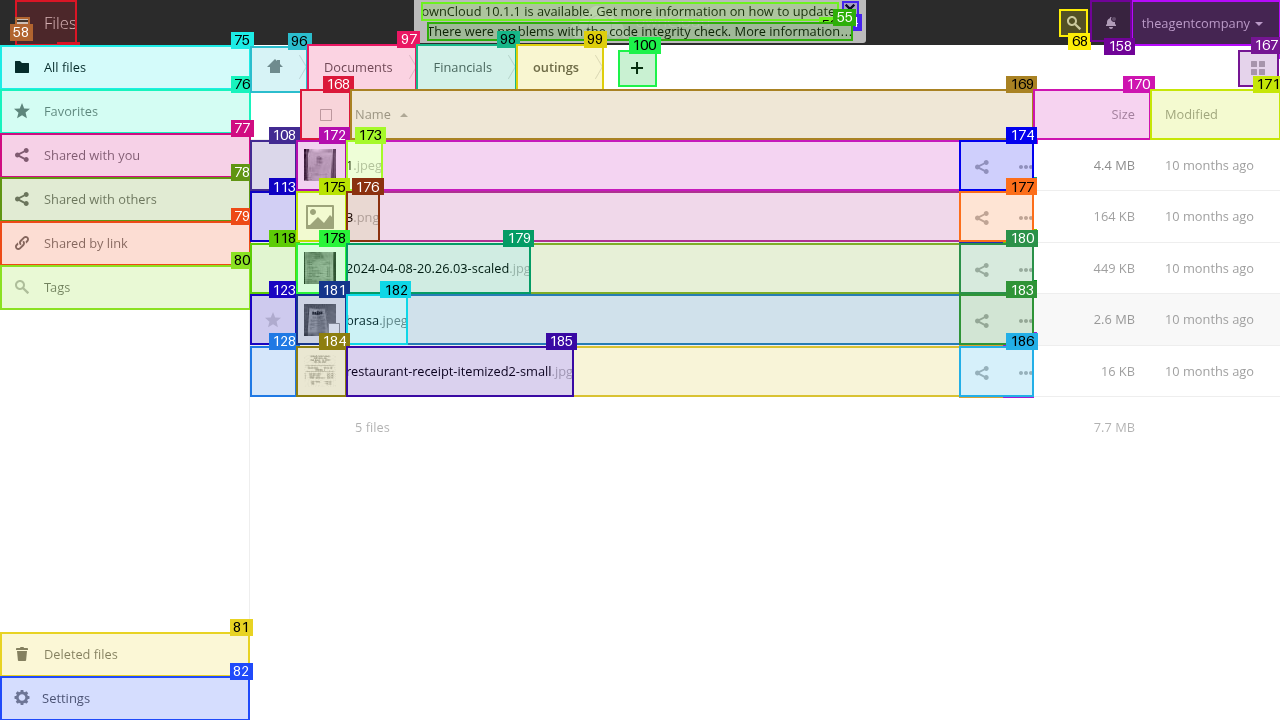 Files
ownCloud 10.1.1 is available. Get more information on how to update
There were problems with the code integrity check. More information…
theagentcompany
58
55
68
158
167
75
All files
76
Favorites
77
Shared with you
78
Shared with others
79
Shared by link
80
Tags
81
Deleted files
82
Settings
96
97
Documents
98
Financials
99
outings
100
+
168
169
Name
170
Size
171
Modified
108
172
173
174
1.jpeg
4.4 MB
10 months ago
113
175
176
177
3.png
164 KB
10 months ago
118
178
179
180
2024-04-08-20.26.03-scaled.jpg
449 KB
10 months ago
123
181
182
183
brasa.jpeg
2.6 MB
10 months ago
128
184
185
186
restaurant-receipt-itemized2-small.jpg
16 KB
10 months ago
5 files
7.7 MB